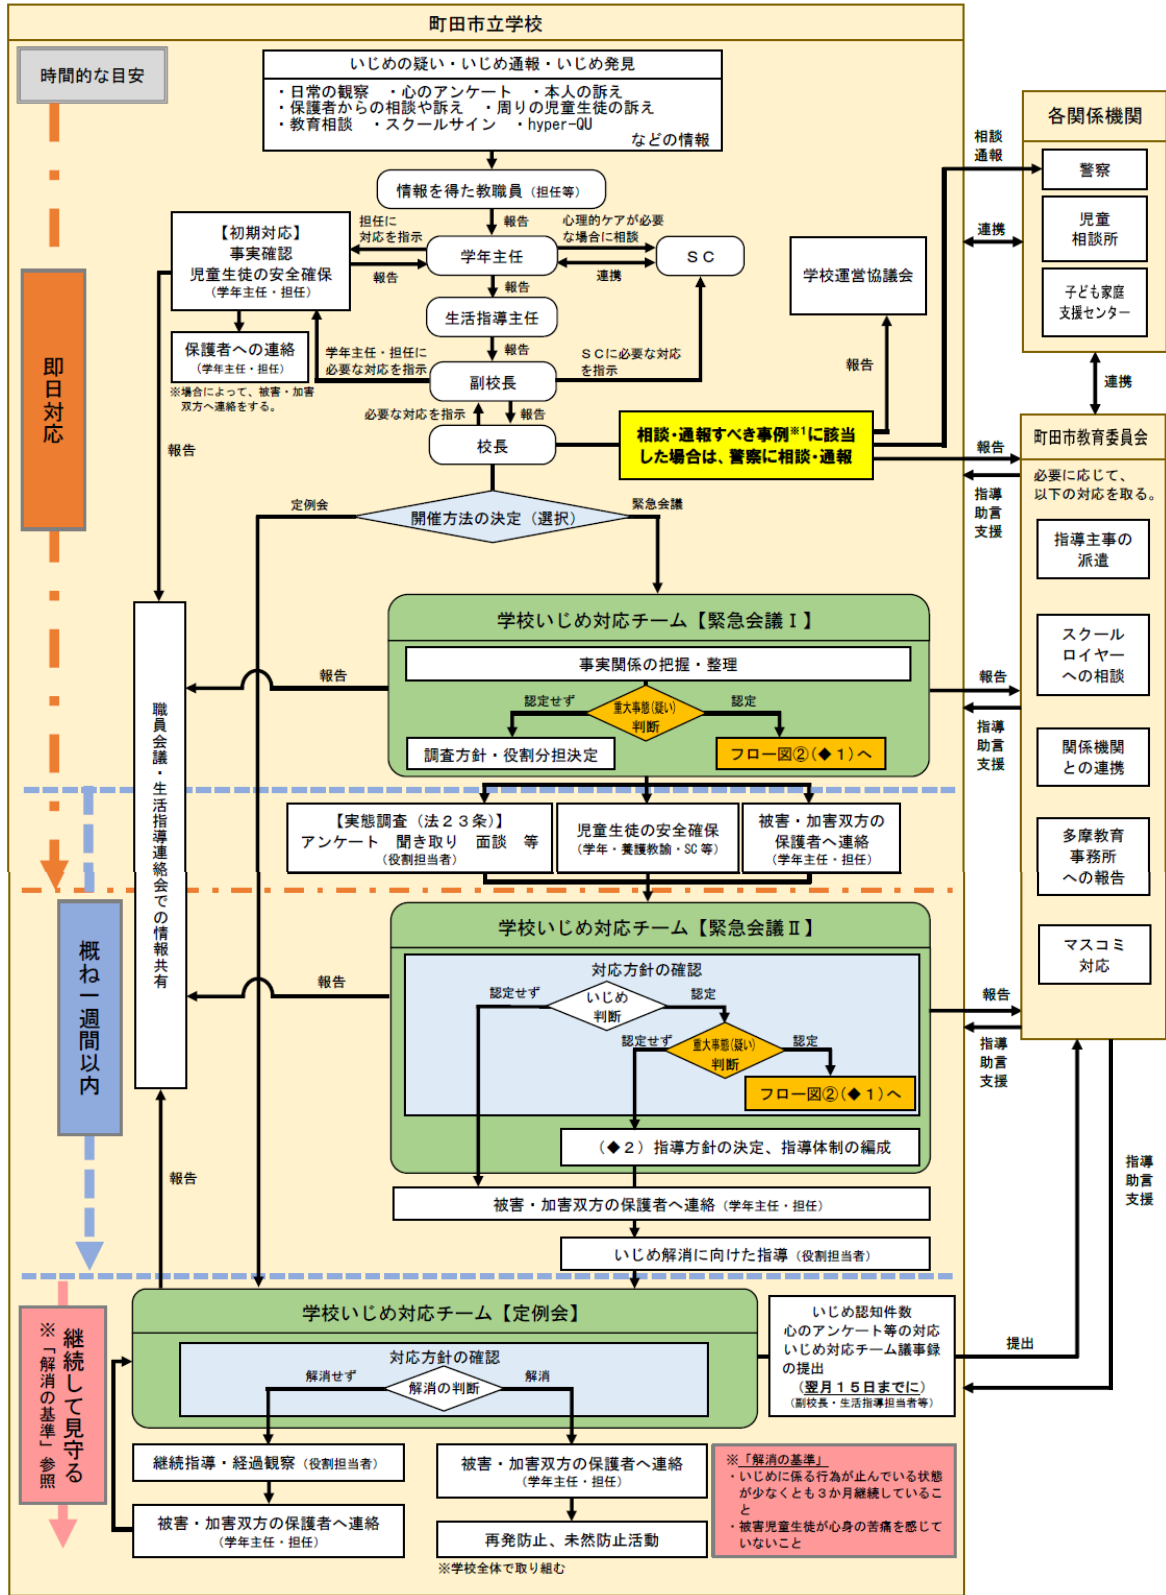 町田市立学校
時間的な目安
いじめの疑い・いじめ通報・いじめ発見
・日常の観察　・心のアンケート　・本人の訴え
・保護者からの相談や訴え　・周りの児童生徒の訴え
・教育相談　・スクールサイン　・hyper-QU
などの情報
情報を得た教職員（担任等）
報告
担任に
対応を指示
心理的ケアが必要
な場合に相談
【初期対応】
事実確認
児童生徒の安全確保
（学年主任・担任）
報告
学年主任
連携
ＳＣ
報告
生活指導主任
報告
保護者への連絡
（学年主任・担任）
※場合によって、被害・加害
双方へ連絡をする。
学年主任・担任に
必要な対応を指示
ＳＣに必要な対応
を指示
副校長
必要な対応を指示
報告
校長
学校運営協議会
報告
相談・通報すべき事例※1に該当
した場合は、警察に相談・通報
相談
通報
連携
各関係機関
警察
児童
相談所
子ども家庭
支援センター
連携
即日対応
報告
定例会
開催方法の決定（選択）
緊急会議
報告
指導
助言
支援
町田市教育委員会
必要に応じて、
以下の対応を取る。
指導主事の
派遣
スクール
ロイヤー
への相談
関係機関
との連携
多摩教育
事務所
への報告
マスコミ
対応
学校いじめ対応チーム【緊急会議Ⅰ】
事実関係の把握・整理
認定せず
重大事態(疑い)
判断
認定
調査方針・役割分担決定
フロー図②(◆１)へ
報告
報告
指導
助言
支援
職員会議・生活指導連絡会での情報共有
【実態調査（法２３条）】
アンケート　聞き取り　面談　等
（役割担当者）
児童生徒の安全確保
（学年・養護教諭・SC 等）
被害・加害双方の
保護者へ連絡
（学年主任・担任）
概ね一週間以内
学校いじめ対応チーム【緊急会議Ⅱ】
対応方針の確認
認定せず
いじめ
判断
認定
認定せず
重大事態(疑い)
判断
認定
フロー図②(◆１)へ
（◆２）指導方針の決定、指導体制の編成
報告
報告
指導
助言
支援
報告
被害・加害双方の保護者へ連絡（学年主任・担任）
いじめ解消に向けた指導（役割担当者）
指導
助言
支援
継続して見守る
※「解消の基準」参照
学校いじめ対応チーム【定例会】
対応方針の確認
解消せず
解消の判断
解消
いじめ認知件数
心のアンケート等の対応
いじめ対応チーム議事録
の提出
（翌月１５日までに）
（副校長・生活指導担当者等）
提出
継続指導・経過観察（役割担当者）
被害・加害双方の保護者へ連絡
（学年主任・担任）
被害・加害双方の保護者へ連絡
（学年主任・担任）
再発防止、未然防止活動
※学校全体で取り組む
※「解消の基準」
・いじめに係る行為が止んでいる状態
が少なくとも３か月継続しているこ
と
・被害児童生徒が心身の苦痛を感じて
いないこと